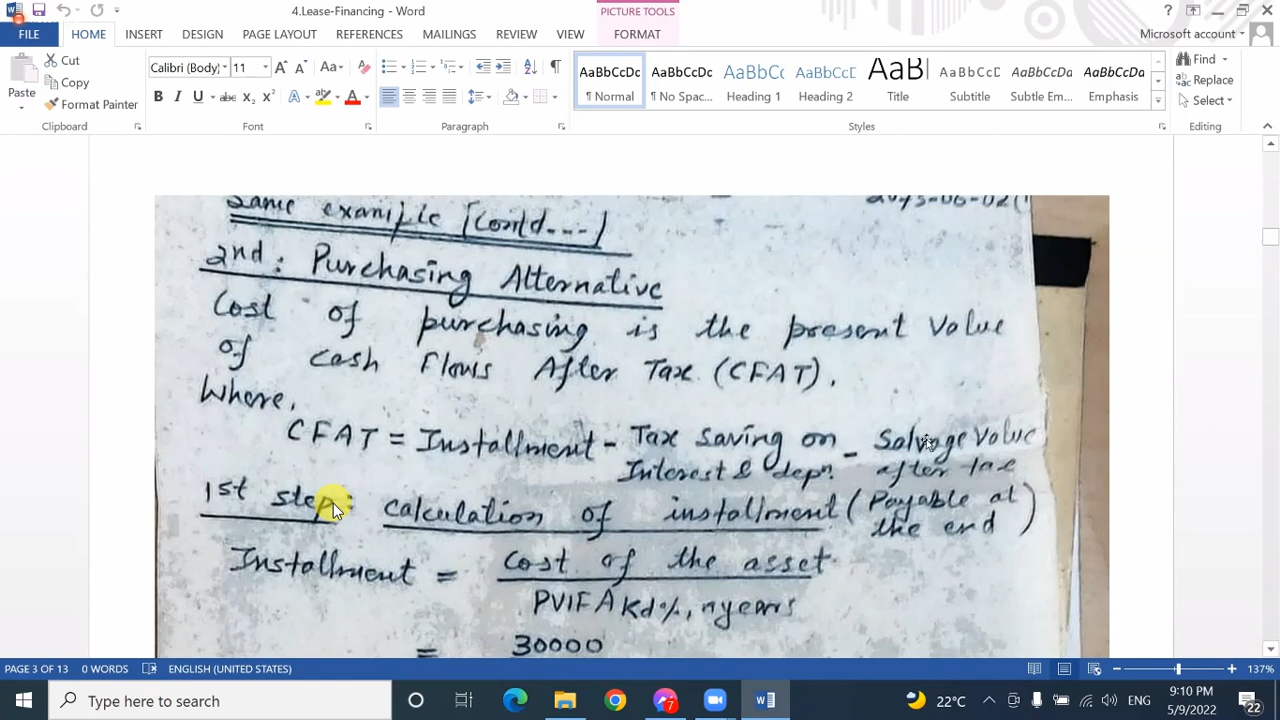 4.Lease-Financing - Word
PICTURE TOOLS
FILE
HOME
INSERT
DESIGN
PAGE LAYOUT
REFERENCES
MAILINGS
REVIEW
VIEW
FORMAT
Microsoft account
Paste
Cut
Copy
Format Painter
Clipboard
Calibri (Body) 11
Font
Paragraph
AaBbCcDc
¶ Normal
AaBbCcDc
¶ No Spac...
AaBbCc
Heading 1
AaBbCcC
Heading 2
AaB
Title
AaBbCcC
Subtitle
AaBbCcDc
Subtle Em...
AaBbCcDc
Emphasis
Styles
Find
Replace
Select
Editing
Same example [Contd---]
2nd: Purchasing Alternative
Cost of purchasing is the present value
of cash Flows After Tax (CFAT).
Where,
CFAT = Installment - Tax Saving on Interest & depn. - Salvage Value after tax
1st step: calculation of installment (Payable at the end)
Installment = Cost of the asset
PVIFA Kd%, n years
= 30000
PAGE 3 OF 13
0 WORDS
ENGLISH (UNITED STATES)
137%
Type here to search
7
22°C
ENG
9:10 PM
5/9/2022
22